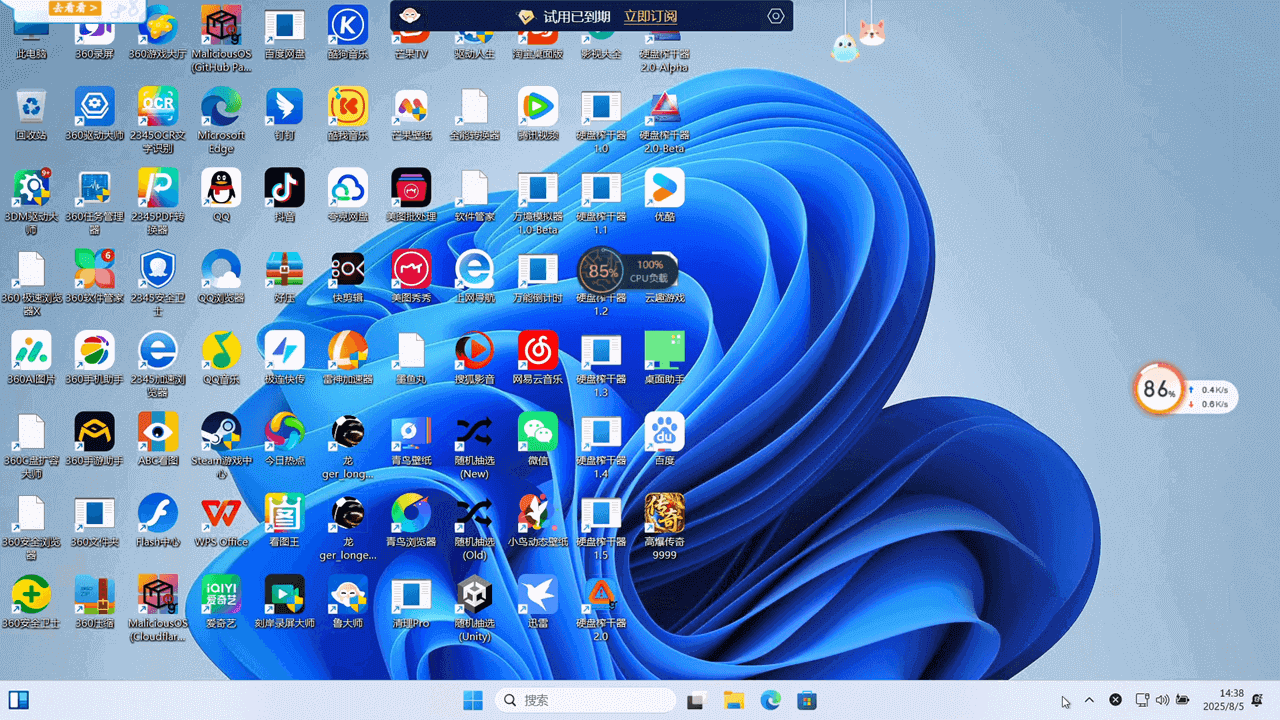 去看看 >
试用已到期 立即订阅
此电脑
360录屏
360游戏大厅
MaliciousOS
(GitHub Pa...
百度网盘
酷狗音乐
芒果TV
驱动人生
淘宝桌面版
影视大全
硬盘榨干器
2.0-Alpha
回收站
360驱动大师
2345OCR文
字识别
Microsoft
Edge
钉钉
酷我音乐
芒果壁纸
全能转换器
腾讯视频
硬盘榨干器
1.0
硬盘榨干器
2.0-Beta
3DM驱动大
师
360任务管理
器
2345PDF转
换器
QQ
抖音
夸克网盘
美图批处理
软件管家
万境模拟器
1.0-Beta
硬盘榨干器
1.1
优酷
360 极速浏览
器X
360软件管家
2345安全卫
士
QQ浏览器
好压
快剪辑
美图秀秀
上网导航
万能倒计时
硬盘榨干器
1.2
云趣游戏
85%
100%
CPU负载
360AI图片
360手机助手
2345加速浏
览器
QQ音乐
极连快传
雷神加速器
鲁鱼丸
搜狐影音
网易云音乐
硬盘榨干器
1.3
桌面助手
86%
0.4K/s
0.6K/s
360C盘扩容
大师
360手游助手
ABC看图
Steam游戏中
心
今日热点
龙
ger_long...
青鸟壁纸
随机抽选
(New)
微信
硬盘榨干器
1.4
百度
360安全浏览
器
360文件夹
Flash中心
WPS Office
看图王
龙
ger_longe...
青鸟浏览器
随机抽选
(Old)
小鸟动态壁纸
硬盘榨干器
1.5
高爆传奇
9999
360安全卫士
360压缩
MaliciousOS
(Cloudflar...
爱奇艺
刻岸录屏大师
鲁大师
清理Pro
随机抽选
(Unity)
迅雷
硬盘榨干器
2.0
搜索
14:38
2025/8/5